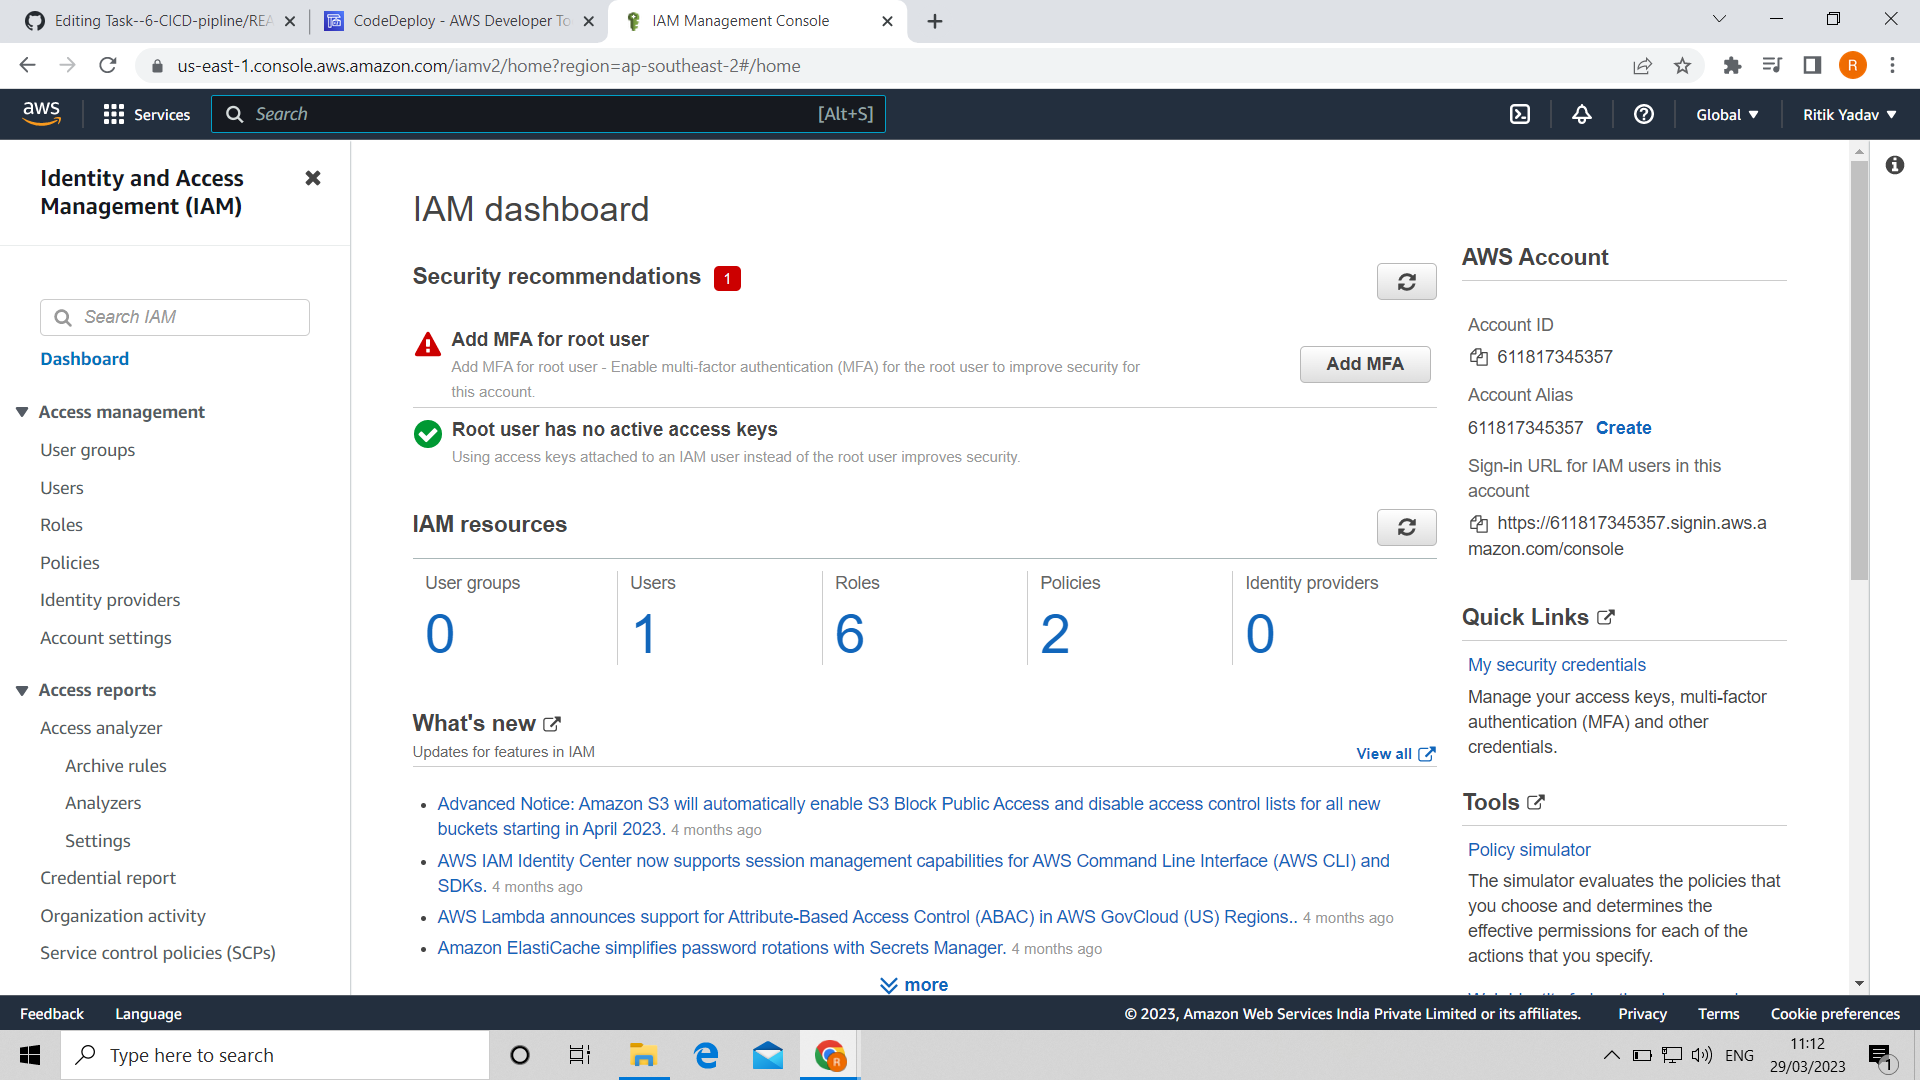 Editing Task--6-CICD-pipline/REA
CodeDeploy - AWS Developer To
IAM Management Console
us-east-1.console.aws.amazon.com/iamv2/home?region=ap-southeast-2#/home
R
aws
Services
Search
[Alt+S]
Global
Ritik Yadav
Identity and Access
Management (IAM)
Search IAM
Dashboard
Access management
User groups
Users
Roles
Policies
Identity providers
Account settings
Access reports
Access analyzer
Archive rules
Analyzers
Settings
Credential report
Organization activity
Service control policies (SCPs)
IAM dashboard
Security recommendations 1
Add MFA for root user
Add MFA for root user - Enable multi-factor authentication (MFA) for the root user to improve security for
this account.
Add MFA
Root user has no active access keys
Using access keys attached to an IAM user instead of the root user improves security.
IAM resources
User groups
0
Users
1
Roles
6
Policies
2
Identity providers
0
What's new
Updates for features in IAM
View all
Advanced Notice: Amazon S3 will automatically enable S3 Block Public Access and disable access control lists for all new
buckets starting in April 2023. 4 months ago
AWS IAM Identity Center now supports session management capabilities for AWS Command Line Interface (AWS CLI) and
SDKs. 4 months ago
AWS Lambda announces support for Attribute-Based Access Control (ABAC) in AWS GovCloud (US) Regions.. 4 months ago
Amazon ElastiCache simplifies password rotations with Secrets Manager. 4 months ago
more
AWS Account
Account ID
611817345357
Account Alias
611817345357 Create
Sign-in URL for IAM users in this
account
https://611817345357.signin.aws.a
mazon.com/console
Quick Links
My security credentials
Manage your access keys, multi-factor
authentication (MFA) and other
credentials.
Tools
Policy simulator
The simulator evaluates the policies that
you choose and determines the
effective permissions for each of the
actions that you specify.
Feedback
Language
© 2023, Amazon Web Services India Private Limited or its affiliates.
Privacy
Terms
Cookie preferences
Type here to search
R
ENG
11:12
29/03/2023
1